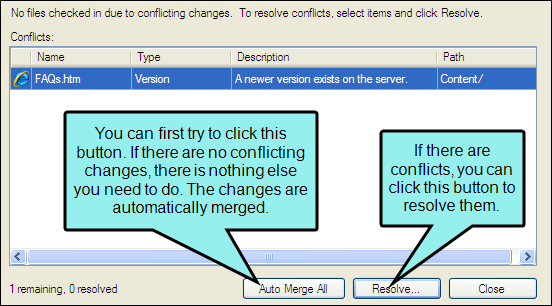 No files checked in due to conflicting changes.  To resolve conflicts, select items and click Resolve.
Conflicts:
Name Type Description Path
FAQs.htm Version A newer version exists on the server. Content/
You can first try to click this
button. If there are no conflicting
changes, there is nothing else
you need to do. The changes are
automatically merged.
If there are
conflicts, you can
click this button to
resolve them.
1 remaining, 0 resolved
Auto Merge All
Resolve...
Close